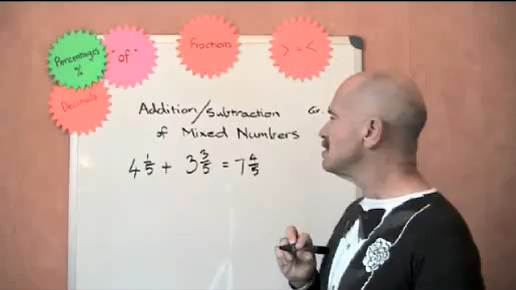 Percentages
%
"of"
Fractions
> = <
Decimals
Addition/Subtraction
of Mixed Numbers
4 1/5 + 3 3/5 = 7 4/5